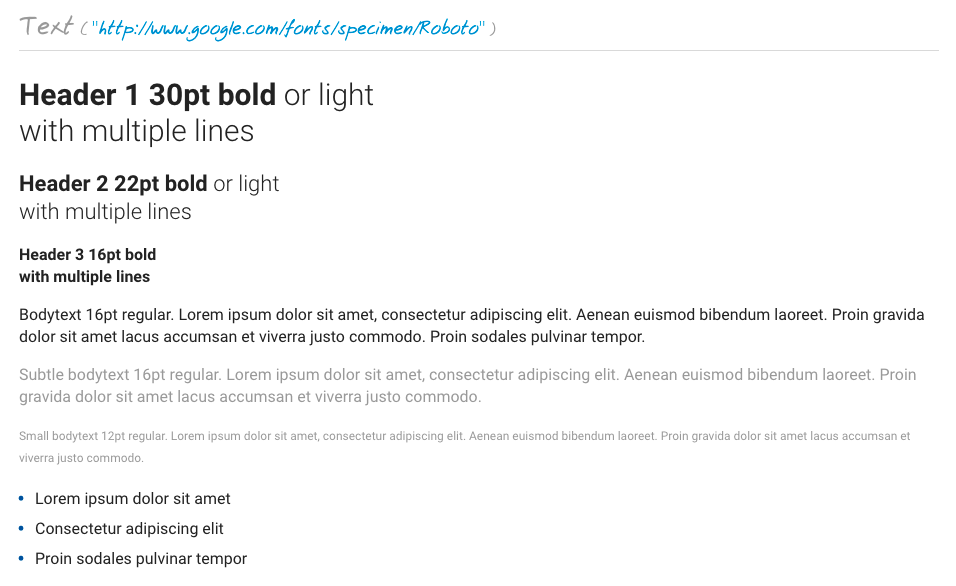 Text ("http://www.google.com/fonts/specimen/Roboto")
Header 1 30pt bold or light
with multiple lines
Header 2 22pt bold or light
with multiple lines
Header 3 16pt bold
with multiple lines
Bodytext 16pt regular. Lorem ipsum dolor sit amet, consectetur adipiscing elit. Aenean euismod bibendum laoreet. Proin gravida
dolor sit amet lacus accumsan et viverra justo commodo. Proin sodales pulvinar tempor.
Subtle bodytext 16pt regular. Lorem ipsum dolor sit amet, consectetur adipiscing elit. Aenean euismod bibendum laoreet. Proin
gravida dolor sit amet lacus accumsan et viverra justo commodo.
Small bodytext 12pt regular. Lorem ipsum dolor sit amet, consectetur adipiscing elit. Aenean euismod bibendum laoreet. Proin gravida dolor sit amet lacus accumsan et
viverra justo commodo.
• Lorem ipsum dolor sit amet
• Consectetur adipiscing elit
• Proin sodales pulvinar tempor